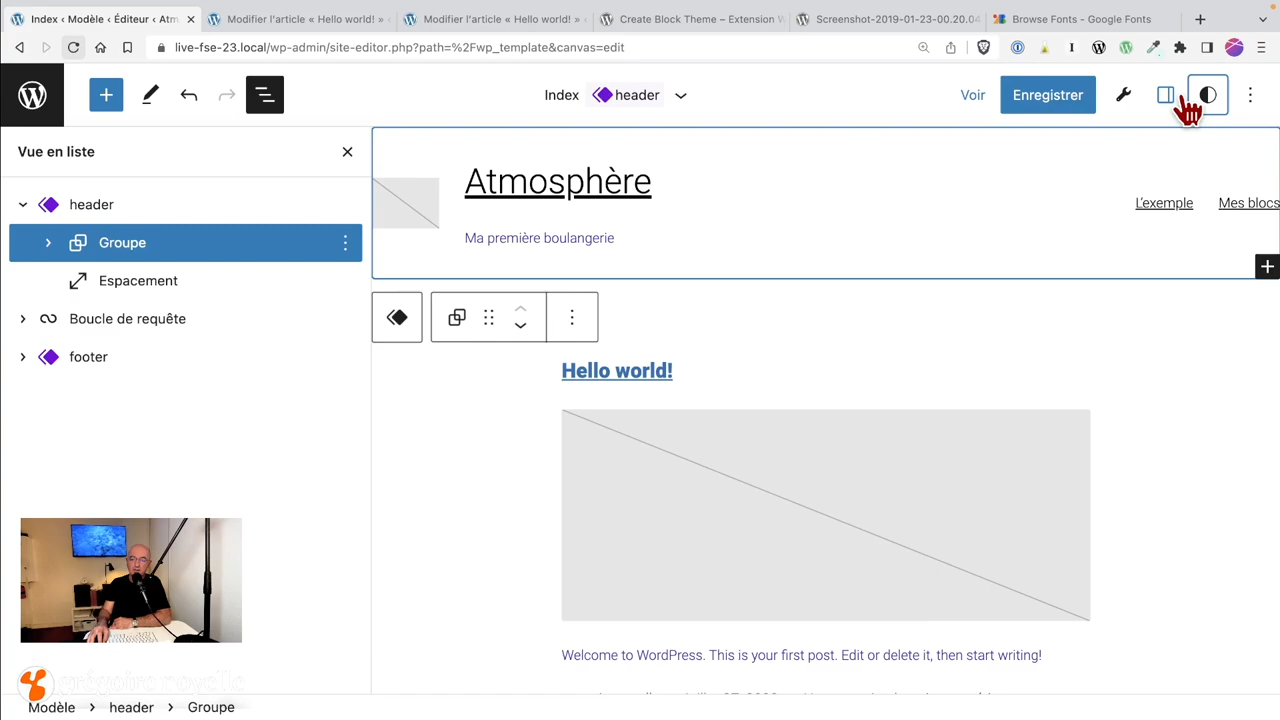 Index ‹ Modèle ‹ Éditeur ‹ Atm
Modifier l'article « Hello world! » ‹
Modifier l'article « Hello world! » ‹
Create Block Theme – Extension W
Screenshot-2019-01-23-00.20.04
Browse Fonts - Google Fonts
live-fse-23.local/wp-admin/site-editor.php?path=%2Fwp_template&canvas=edit
Index header
Voir
Enregistrer
Vue en liste
header
Groupe
Espacement
Boucle de requête
footer
Atmosphère
Ma première boulangerie
L'exemple
Mes blocs
Hello world!
Welcome to WordPress. This is your first post. Edit or delete it, then start writing!
grégoire noyelle
Modèle > header > Groupe